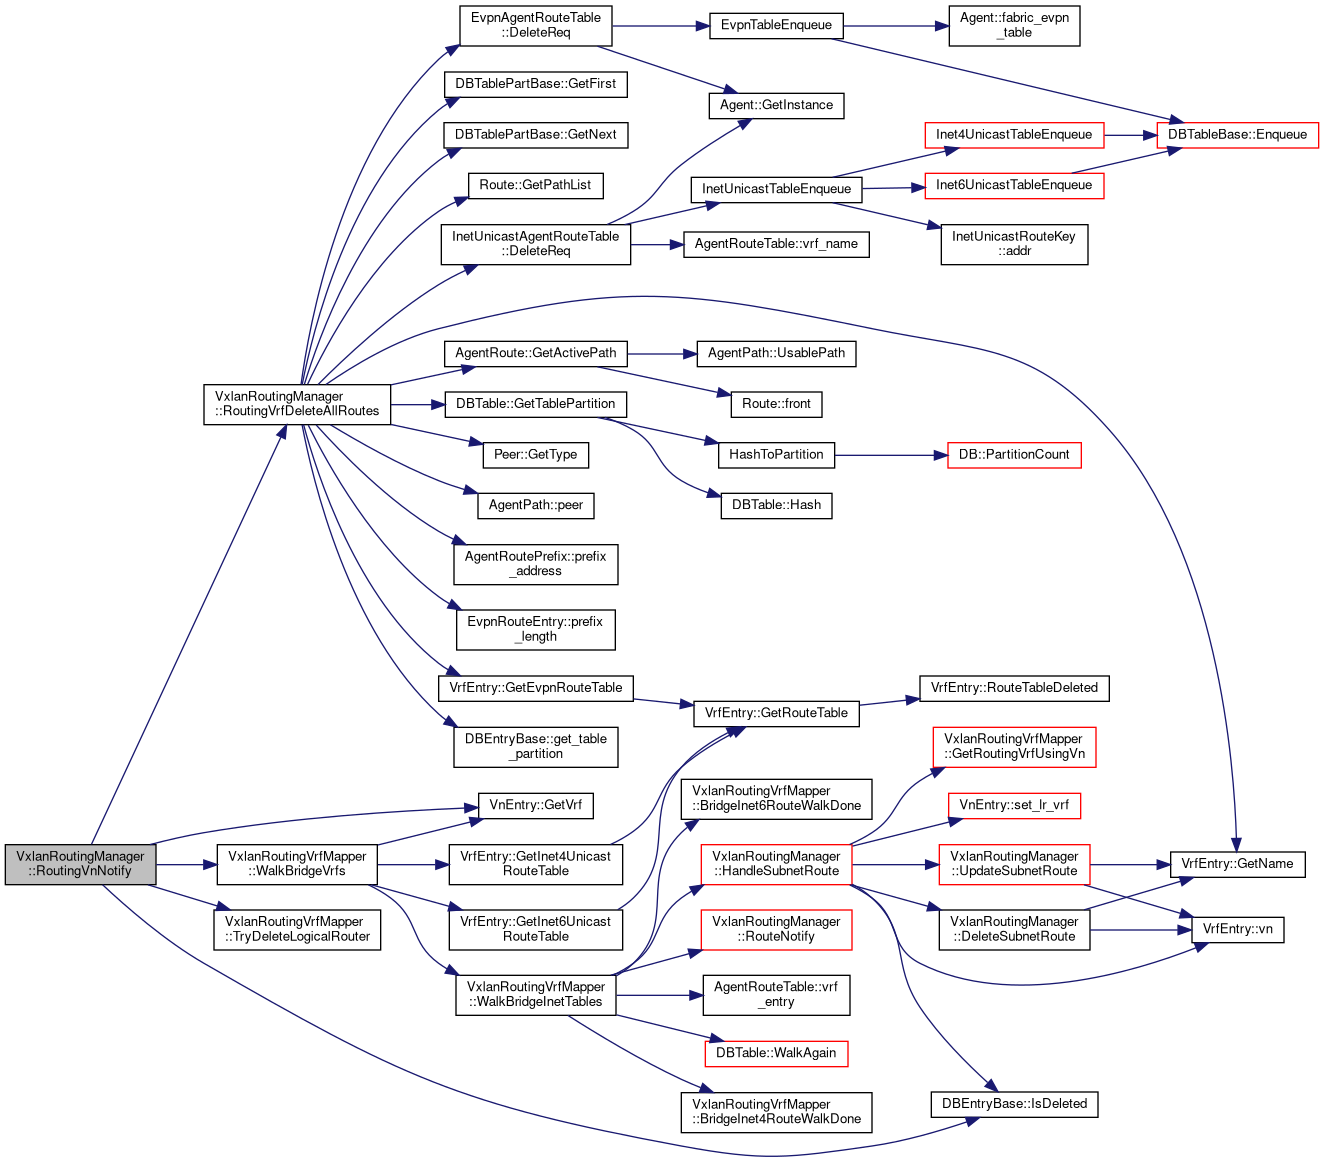 EvpnAgentRouteTable
::DeleteReq
EvpnTableEnqueue
Agent::fabric_evpn
_table
DBTablePartBase::GetFirst
Agent::GetInstance
DBTablePartBase::GetNext
Inet4UnicastTableEnqueue
DBTableBase::Enqueue
Route::GetPathList
InetUnicastTableEnqueue
Inet6UnicastTableEnqueue
InetUnicastAgentRouteTable
::DeleteReq
AgentRouteTable::vrf_name
InetUnicastRouteKey
::addr
AgentRoute::GetActivePath
AgentPath::UsablePath
VxlanRoutingManager
::RoutingVrfDeleteAllRoutes
DBTable::GetTablePartition
Route::front
Peer::GetType
HashToPartition
DB::PartitionCount
AgentPath::peer
DBTable::Hash
AgentRoutePrefix::prefix
_address
EvpnRouteEntry::prefix
_length
VrfEntry::GetEvpnRouteTable
VrfEntry::GetRouteTable
VrfEntry::RouteTableDeleted
DBEntryBase::get_table
_partition
VxlanRoutingVrfMapper
::GetRoutingVrfUsingVn
VnEntry::GetVrf
VxlanRoutingVrfMapper
::BridgeInet6RouteWalkDone
VnEntry::set_lr_vrf
VxlanRoutingManager
::RoutingVnNotify
VxlanRoutingVrfMapper
::WalkBridgeVrfs
VrfEntry::GetInet4Unicast
RouteTable
VxlanRoutingManager
::HandleSubnetRoute
VxlanRoutingManager
::UpdateSubnetRoute
VrfEntry::GetName
VxlanRoutingVrfMapper
::TryDeleteLogicalRouter
VrfEntry::GetInet6Unicast
RouteTable
VxlanRoutingManager
::RouteNotify
VxlanRoutingManager
::DeleteSubnetRoute
VrfEntry::vn
VxlanRoutingVrfMapper
::WalkBridgeInetTables
AgentRouteTable::vrf
_entry
DBTable::WalkAgain
VxlanRoutingVrfMapper
::BridgeInet4RouteWalkDone
DBEntryBase::IsDeleted